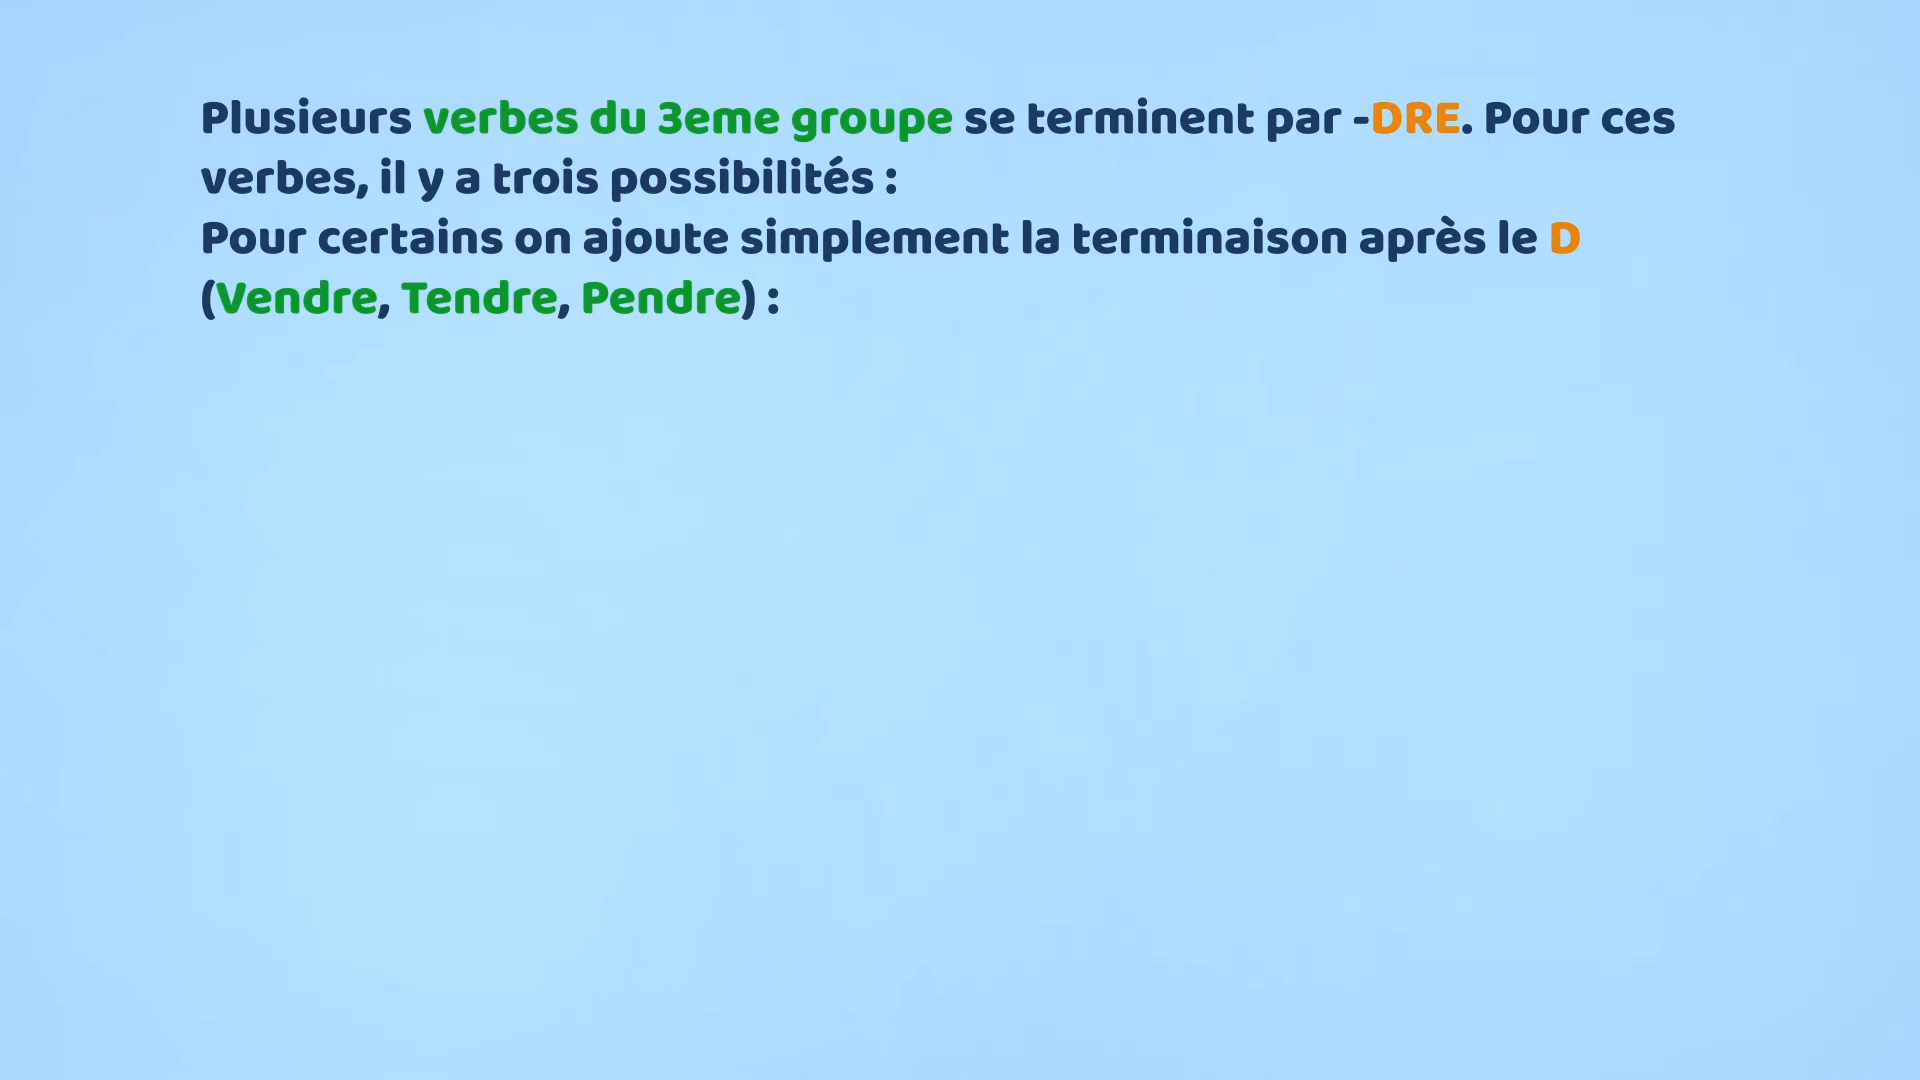 Plusieurs verbes du 3eme groupe se terminent par -DRE. Pour ces
verbes, il y a trois possibilités :
Pour certains on ajoute simplement la terminaison après le D
(Vendre, Tendre, Pendre) :